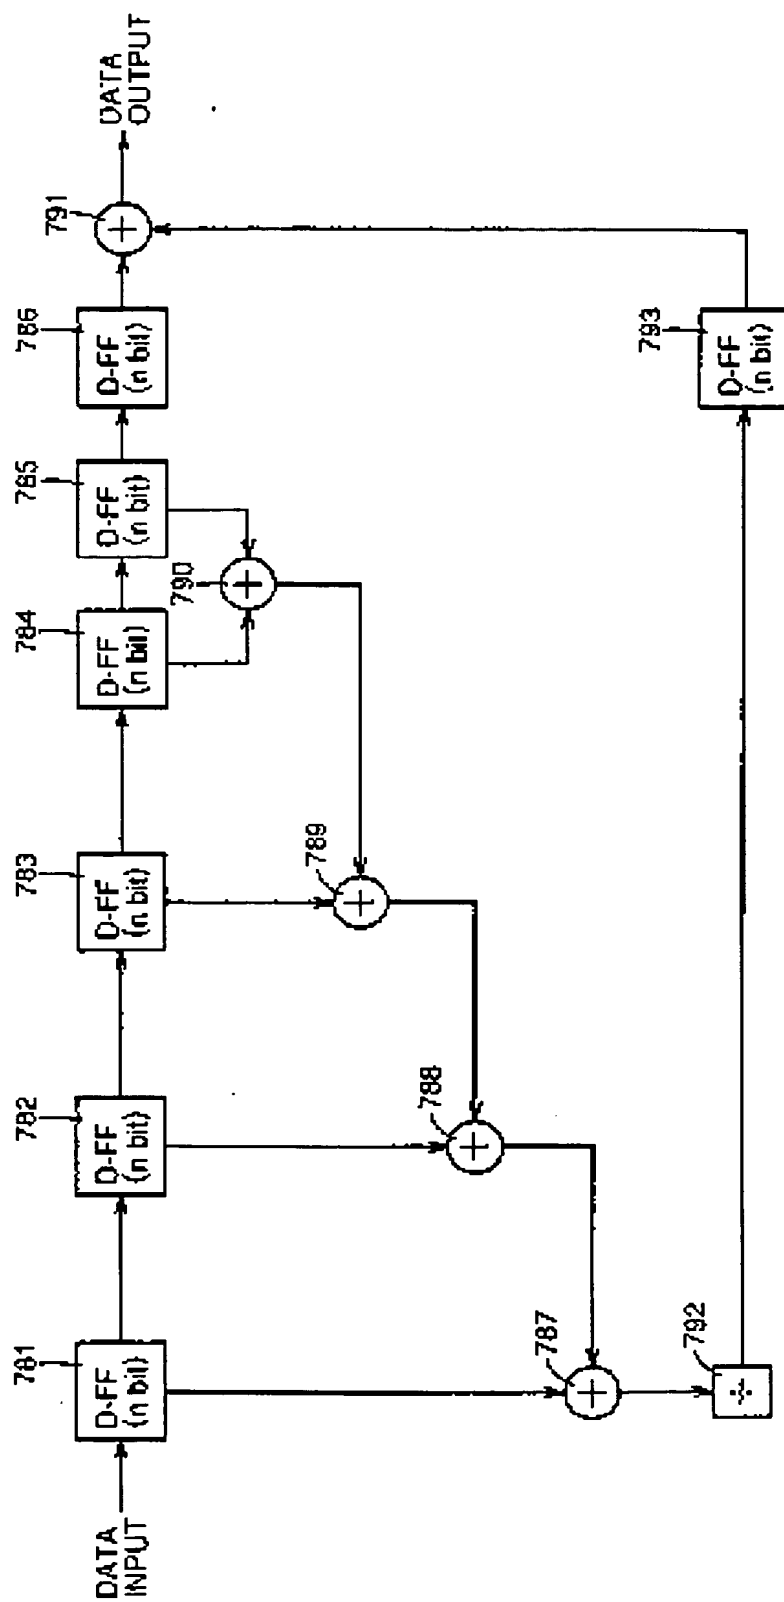 DATA
INPUT
781
D-FF
(n bit)
782
D-FF
(n bit)
783
D-FF
(n bit)
784
D-FF
(n bit)
785
D-FF
(n bit)
786
D-FF
(n bit)
791
+
DATA
OUTPUT
790
+
789
+
788
+
787
+
792
÷
793
D-FF
(n bit)